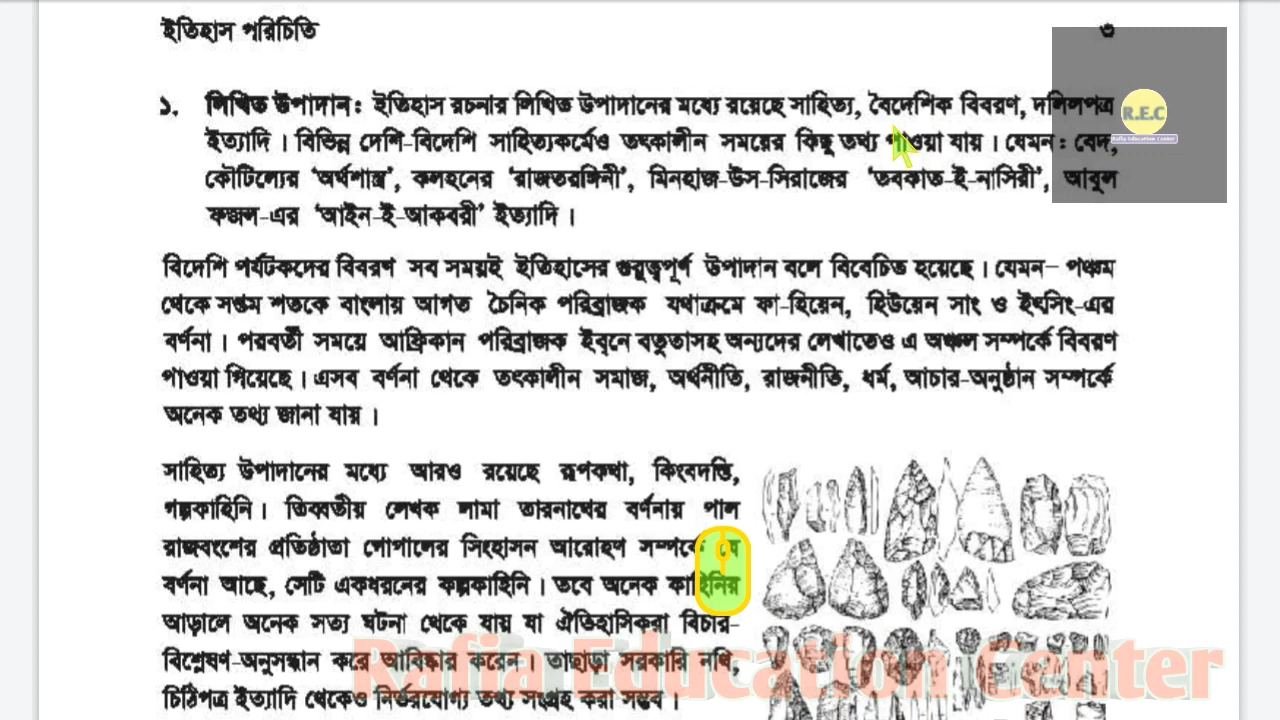 ইতিহাস পরিচিতি
৩
১. লিখিত উপাদান: ইতিহাস রচনার লিখিত উপাদানের মধ্যে রয়েছে সাহিত্য, বৈদেশিক বিবরণ, দলিলপত্র
ইত্যাদি। বিভিন্ন দেশি-বিদেশি সাহিত্যকর্মেও তৎকালীন সময়ের কিছু তথ্য পাওয়া যায়। যেমন: বেদ,
কৌটিল্যের ‘অর্থশাস্ত্র’, কলহনের ‘রাজতরঙ্গিনী’, মিনহাজ-উস-সিরাজের ‘তবকাত-ই-নাসিরী’, আবুল
ফজল-এর ‘আইন-ই-আকবরী’ ইত্যাদি।
R.E.C
Rafia Education Center
বিদেশি পর্যটকদের বিবরণ সব সময়ই ইতিহাসের গুরুত্বপূর্ণ উপাদান বলে বিবেচিত হয়েছে। যেমন- পঞ্চম
থেকে সপ্তম শতকে বাংলায় আগত চৈনিক পরিব্রাজক যথাক্রমে ফা-হিয়েন, হিউয়েন সাং ও ইৎসিং-এর
বর্ণনা। পরবর্তী সময়ে আফ্রিকান পরিব্রাজক ইবনে বতুতাসহ অন্যদের লেখাতেও এ অঞ্চল সম্পর্কে বিবরণ
পাওয়া গিয়েছে। এসব বর্ণনা থেকে তৎকালীন সমাজ, অর্থনীতি, রাজনীতি, ধর্ম, আচার-অনুষ্ঠান সম্পর্কে
অনেক তথ্য জানা যায়।
সাহিত্য উপাদানের মধ্যে আরও রয়েছে রূপকথা, কিংবদন্তি,
গল্পকাহিনি। তিব্বতীয় লেখক লামা তারনাথের বর্ণনায় পাল
রাজবংশের প্রতিষ্ঠাতা গোপালের সিংহাসন আরোহণ সম্পর্কে যে
বর্ণনা আছে, সেটি একধরনের কল্পকাহিনি। তবে অনেক কাহিনির
আড়ালে অনেক সত্য ঘটনা থেকে যায় যা ঐতিহাসিকরা বিচার-
বিশ্লেষণ-অনুসন্ধান করে আবিষ্কার করেন। তাছাড়া সরকারি নথি,
চিঠিপত্র ইত্যাদি থেকেও নির্ভরযোগ্য তথ্য সংগ্রহ করা সম্ভব।
Rafia Education Center